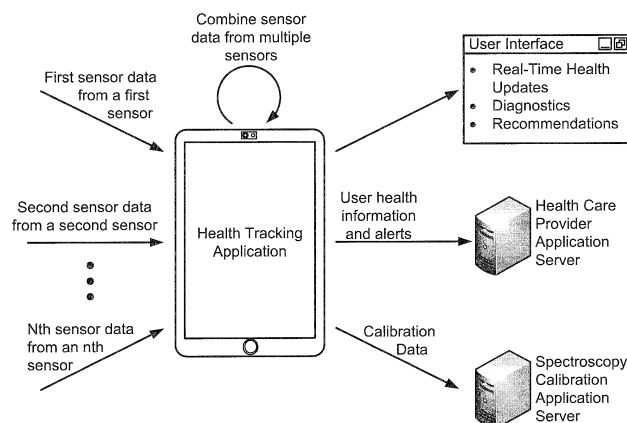 Combine sensor
data from multiple
sensors
First sensor data
from a first
sensor
Second sensor data
from a second sensor
Nth sensor data
from an nth
sensor
Health Tracking
Application
User Interface
Real-Time Health
Updates
Diagnostics
Recommendations
User health
information
and alerts
Health Care
Provider
Application
Server
Calibration
Data
Spectroscopy
Calibration
Application
Server